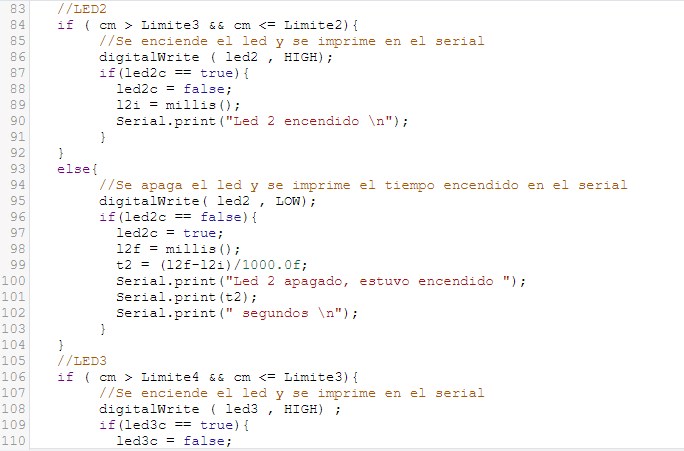 83 //LED2
84 if ( cm > Limite3 && cm <= Limite2){
85 //Se enciende el led y se imprime en el serial
86 digitalWrite ( led2 , HIGH);
87 if(led2c == true){
88 led2c = false;
89 l2i = millis();
90 Serial.print("Led 2 encendido \n");
91 }
92 }
93 else{
94 //Se apaga el led y se imprime el tiempo encendido en el serial
95 digitalWrite( led2 , LOW);
96 if(led2c == false){
97 led2c = true;
98 l2f = millis();
99 t2 = (l2f-l2i)/1000.0f;
100 Serial.print("Led 2 apagado, estuvo encendido ");
101 Serial.print(t2);
102 Serial.print(" segundos \n");
103 }
104 }
105 //LED3
106 if ( cm > Limite4 && cm <= Limite3){
107 //Se enciende el led y se imprime en el serial
108 digitalWrite ( led3 , HIGH) ;
109 if(led3c == true){
110 led3c = false;